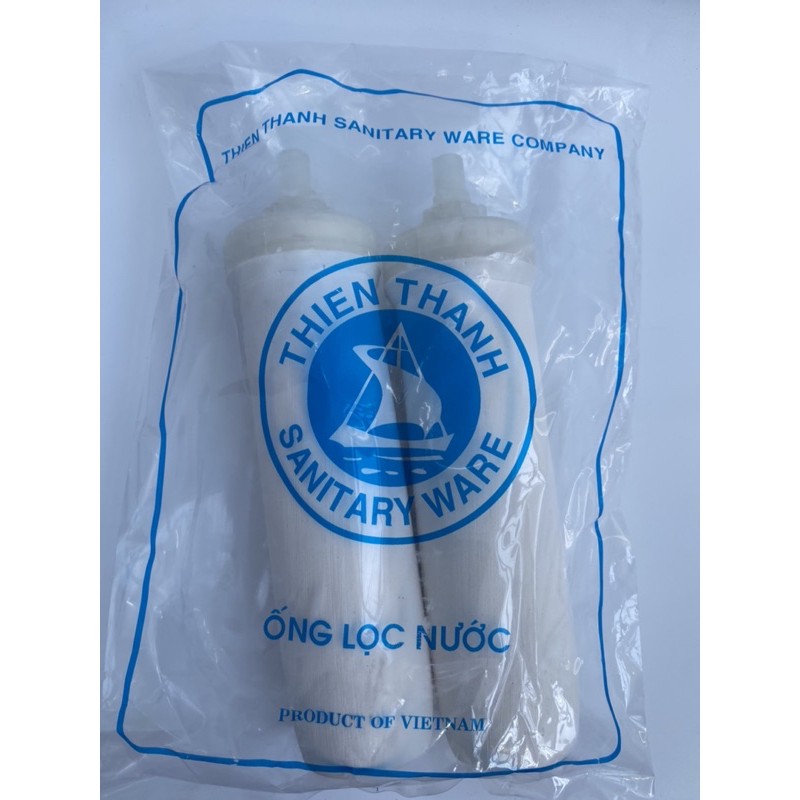 THIEN THANH SANITARY WARE COMPANY
THIEN THANH
SANITARY WARE
ỐNG LỌC NƯỚC
PRODUCT OF VIETNAM